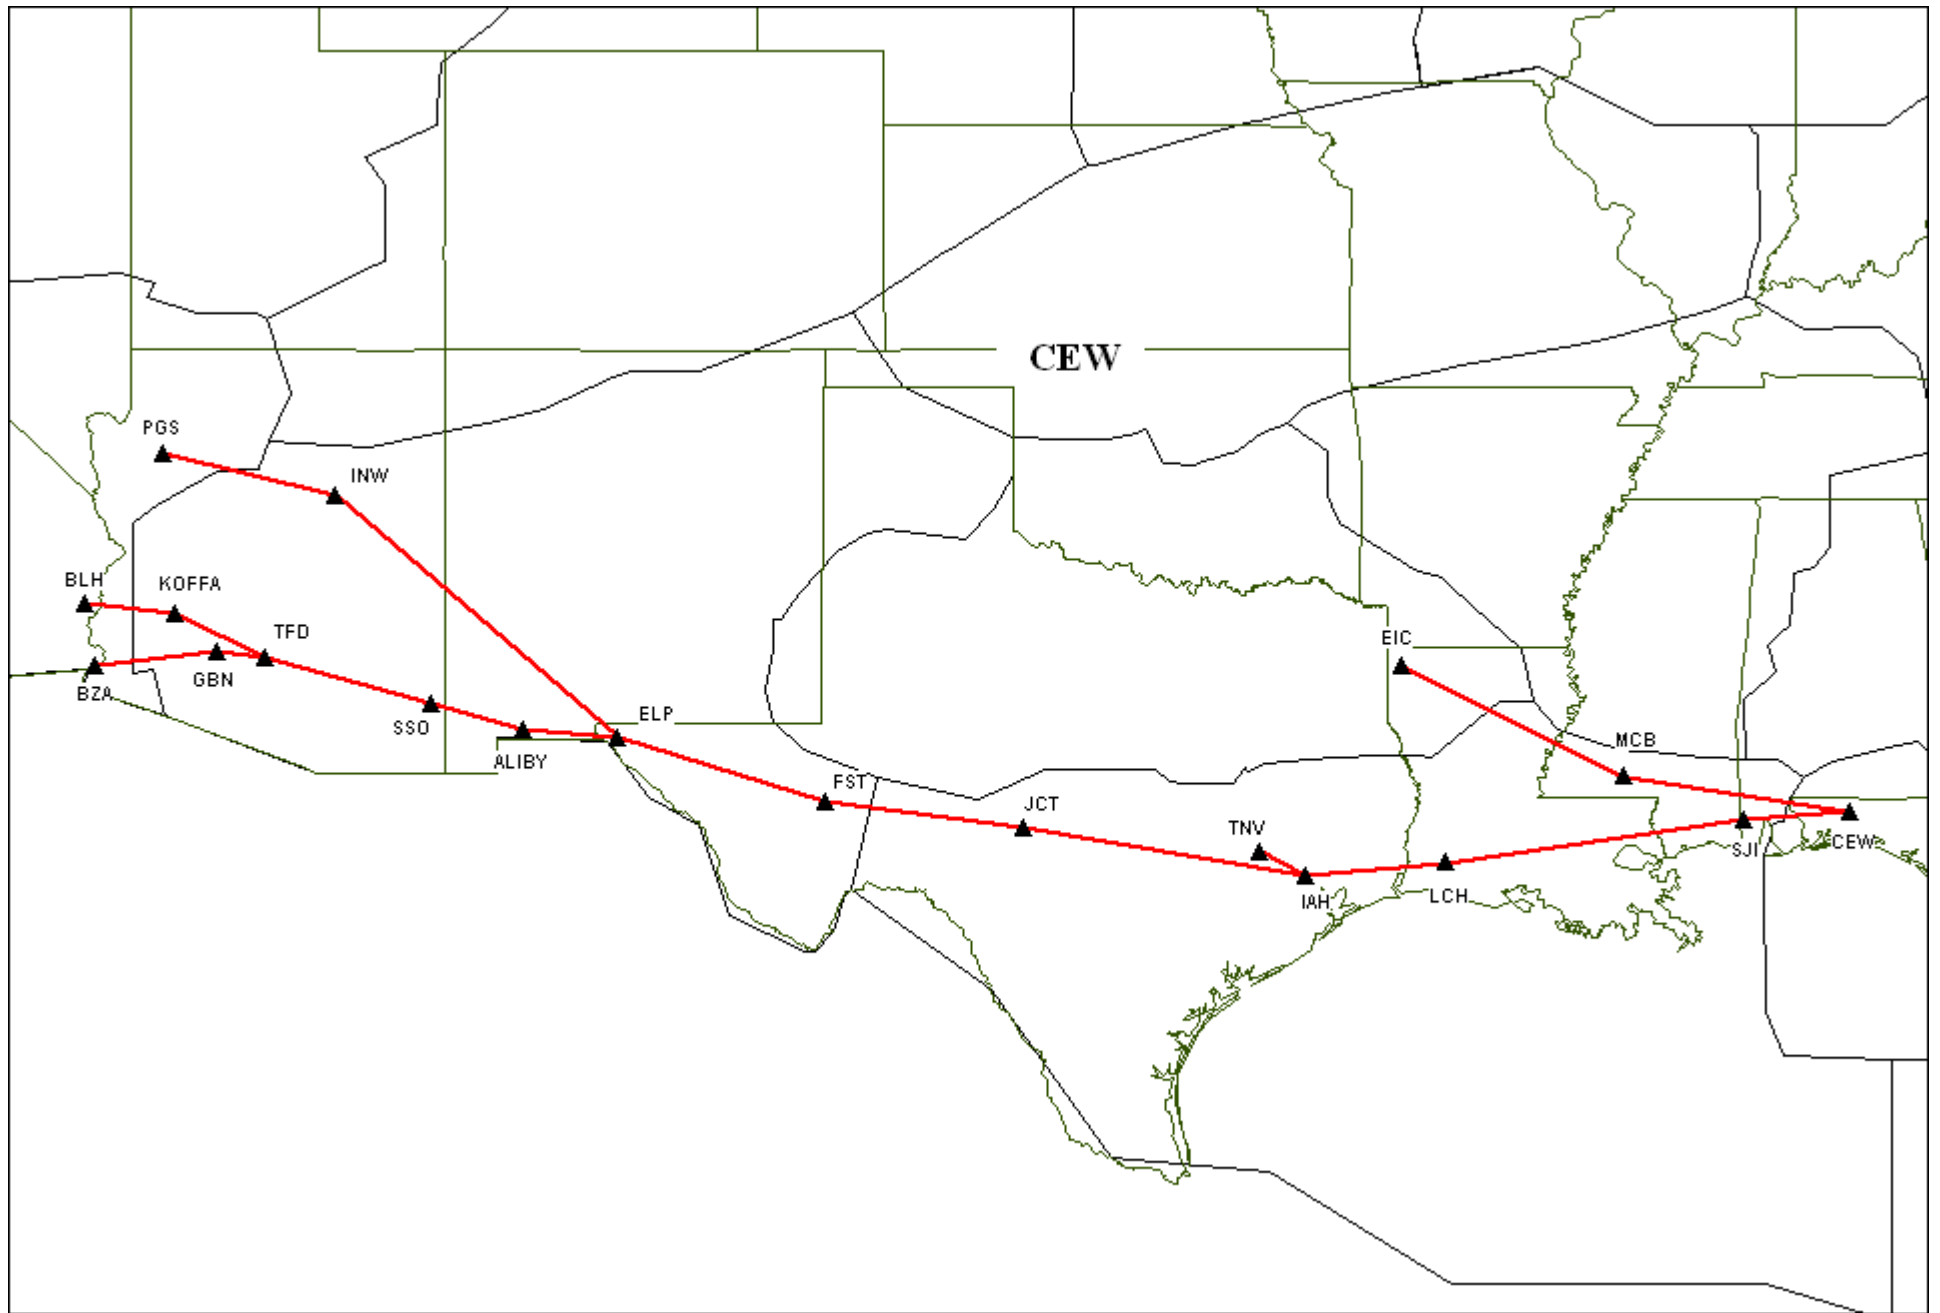 CEW
PGS
INW
BLH
KOFFA
TFD
EIC
GBN
BZA
ELP
SSO
MCB
ALIBY
FST
JCT
TNV
SJI
CEW
IAH
LCH